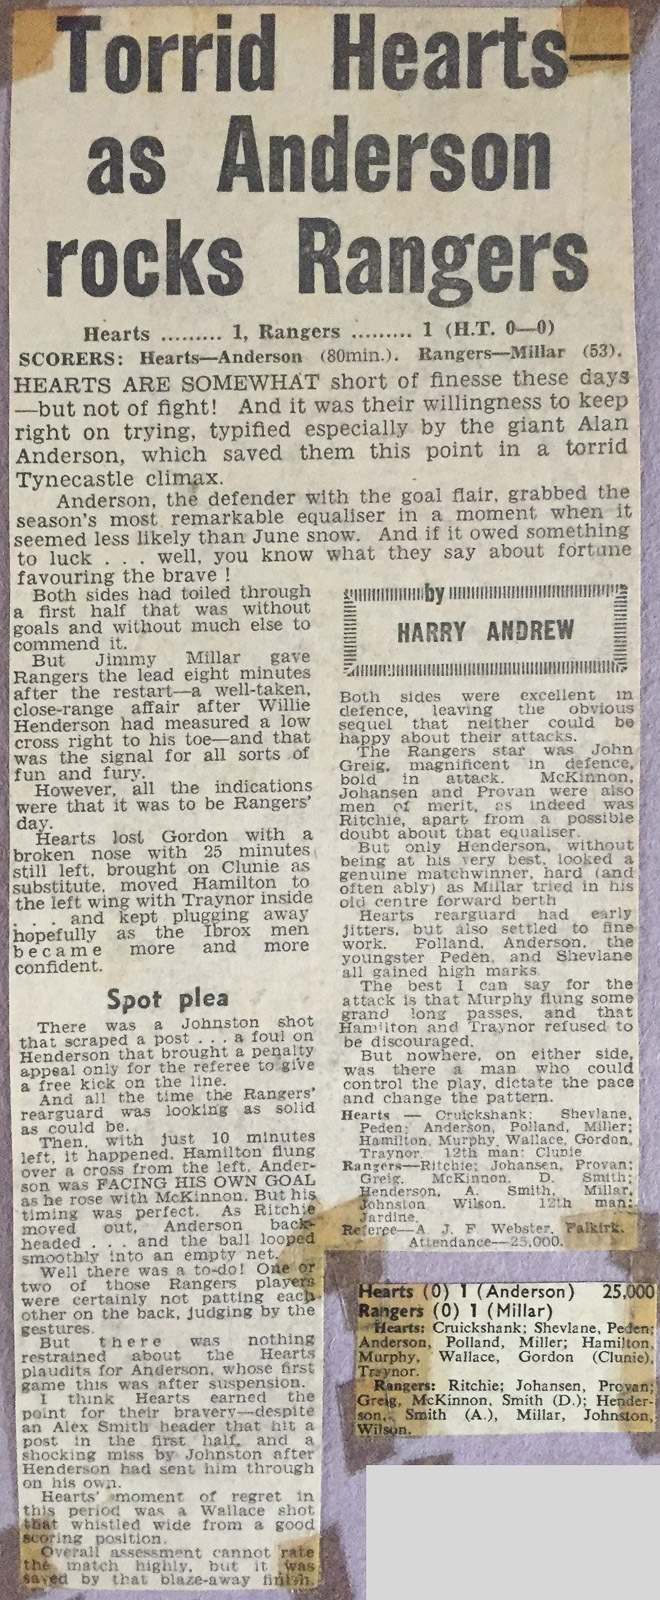 Torrid Hearts—
as Anderson
rocks Rangers
Hearts ......... 1, Rangers ......... 1 (H.T. 0—0)
SCORERS: Hearts—Anderson (80min.). Rangers—Millar (53).
HEARTS ARE SOMEWHAT short of finesse these days
—but not of fight! And it was their willingness to keep
right on trying, typified especially by the giant Alan
Anderson, which saved them this point in a torrid
Tynecastle climax.
Anderson, the defender with the goal flair, grabbed the
season's most remarkable equaliser in a moment when it
seemed less likely than June snow. And if it owed something
to luck . . . well, you know what they say about fortune
favouring the brave !
Both sides had toiled through
a first half that was without
goals and without much else to
commend it.
But Jimmy Millar gave
Rangers the lead eight minutes
after the restart—a well-taken,
close-range affair after Willie
Henderson had measured a low
cross right to his toe—and that
was the signal for all sorts of
fun and fury.
However, all the indications
were that it was to be Rangers'
day.
Hearts lost Gordon with a
broken nose with 25 minutes
still left, brought on Clunie as
substitute, moved Hamilton to
the left wing with Traynor inside
. . . and kept plugging away
hopefully as the Ibrox men
became more and more
confident.
Spot plea
There was a Johnston shot
that scraped a post . . . a foul on
Henderson that brought a penalty
appeal only for the referee to give
a free kick on the line.
And all the time the Rangers'
rearguard was looking as solid
as could be.
Then, with just 10 minutes
left, it happened. Hamilton flung
over a cross from the left. Ander-
son was FACING HIS OWN GOAL
as he rose with McKinnon. But his
timing was perfect. As Ritchie
moved out, Anderson back-
headed . . . and the ball looped
smoothly into an empty net.
Well there was a to-do! One or
two of those Rangers players
were certainly not patting each
other on the back, judging by the
gestures.
But there was nothing
restrained about the Hearts
plaudits for Anderson, whose first
game this was after suspension.
I think Hearts earned the
point for their bravery—despite
an Alex Smith header that hit a
post in the first half, and a
shocking miss by Johnston after
Henderson had sent him through
on his own.
Hearts' moment of regret in
this period was a Wallace shot
that whistled wide from a good
scoring position.
Overall assessment cannot rate
the match highly, but it was
saved by that blaze-away finish.
by
HARRY ANDREW
Both sides were excellent in
defence, leaving the obvious
sequel that neither could be
happy about their attacks.
The Rangers star was John
Greig, magnificent in defence,
bold in attack. McKinnon,
Johansen and Provan were also
men of merit, as indeed was
Ritchie, apart from a possible
doubt about that equaliser.
But only Henderson, without
being at his very best, looked a
genuine matchwinner, hard (and
often ably) as Millar tried in his
old centre forward berth
Hearts rearguard had early
jitters, but also settled to fine
work. Polland, Anderson, the
youngster Peden, and Shevlane
all gained high marks.
The best I can say for the
attack is that Murphy flung some
grand long passes, and that
Hamilton and Traynor refused to
be discouraged.
But nowhere, on either side,
was there a man who could
control the play, dictate the pace
and change the pattern.
Hearts — Cruickshank; Shevlane,
Peden; Anderson, Polland, Miller;
Hamilton, Murphy, Wallace, Gordon,
Traynor. 12th man: Clunie
Rangers—Ritchie; Johansen, Provan;
Greig, McKinnon, D. Smith;
Henderson, A. Smith, Millar,
Johnston Wilson. 12th man:
Jardine.
Referee—A. J. F. Webster, Falkirk.
Attendance—25,000.
Hearts (0) 1 (Anderson) 25,000
Rangers (0) 1 (Millar)
Hearts: Cruickshank; Shevlane, Peden;
Anderson, Polland, Miller; Hamilton,
Murphy, Wallace, Gordon (Clunie),
Traynor.
Rangers: Ritchie; Johansen, Provan;
Greig, McKinnon, Smith (D.); Hender-
son, Smith (A.), Millar, Johnston,
Wilson.